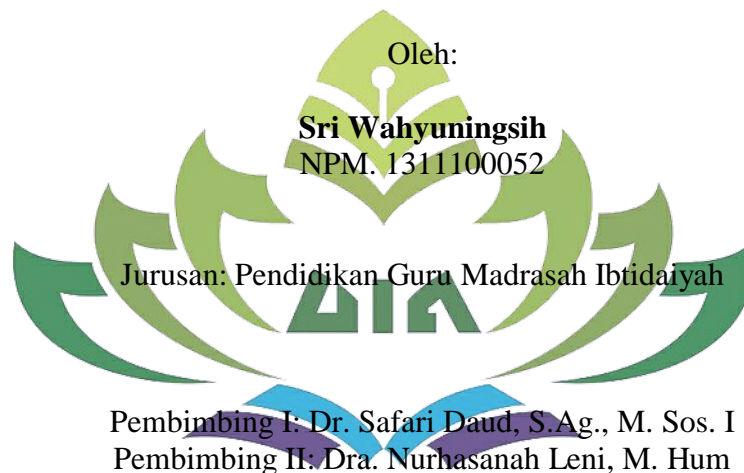 Oleh:
Sri Wahyuningsih
NPM. 1311100052
Jurusan: Pendidikan Guru Madrasah Ibtidaiyah
Pembimbing I: Dr. Safari Daud, S.Ag., M. Sos. I
Pembimbing II: Dra. Nurhasanah Leni, M. Hum